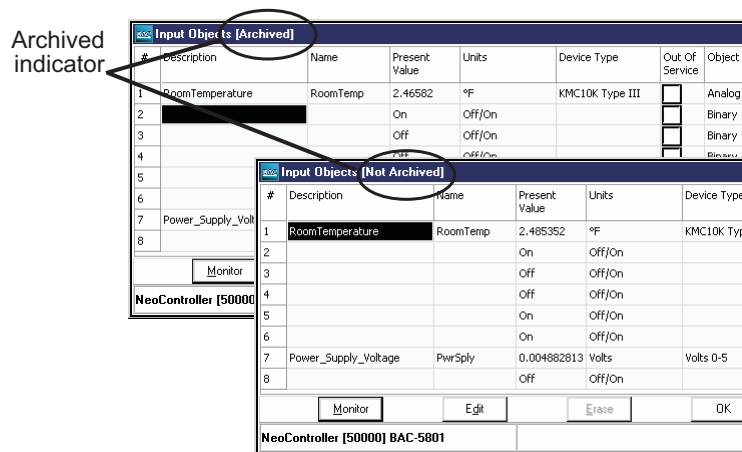 Archived
indicator
Input Objects [Archived]
# Description Name Present Value Units Device Type Out Of Service Object
1 RoomTemperature RoomTemp 2.46582 °F KMC10K Type III Analog
2 On Off/On Binary
3 Off Off/On Binary
4 Off Off/On Binary
5
6
7 Power_Supply_Volt
8
Monitor
NeoController [50000
Input Objects [Not Archived]
# Description Name Present Value Units Device Type
1 RoomTemperature RoomTemp 2.485352 °F KMC10K Typ
2 On Off/On
3 Off Off/On
4 Off Off/On
5 On Off/On
6 On Off/On
7 Power_Supply_Voltage PwrSply 0.004882813 Volts Volts 0-5
8 Off Off/On
Monitor Edit Erase OK
NeoController [50000] BAC-5801